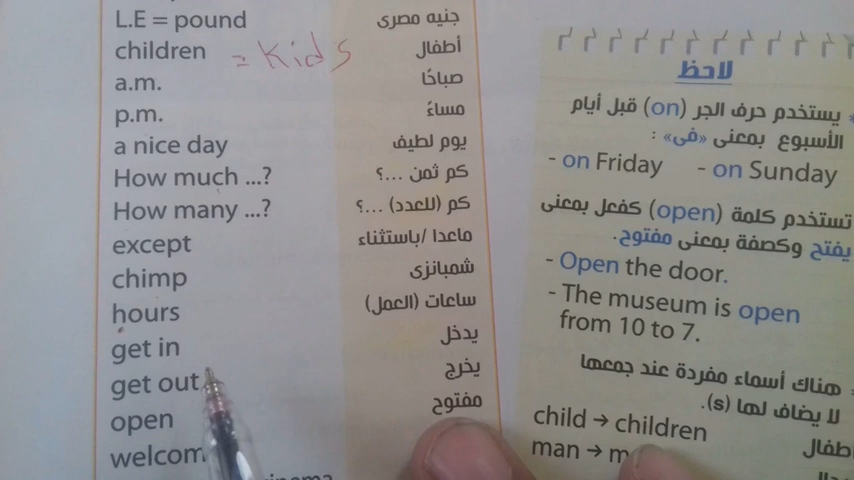 L.E = pound جنيه مصرى
children = Kids أطفال
a.m. صباحًا
p.m. مساءً
a nice day يوم لطيف
How much ...? كم ثمن ...؟
How many ...? كم (للعدد) ...؟
except ماعدا /باستثناء
chimp شمبانزى
hours ساعات (العمل)
get in يدخل
get out يخرج
open مفتوح
welcom
لاحظ
يستخدم حرف الجر (on) قبل أيام
الأسبوع بمعنى «فى» :
- on Friday - on Sunday
تستخدم كلمة (open) كفعل بمعنى
يفتح وكصفة بمعنى مفتوح.
- Open the door.
- The museum is open
from 10 to 7.
هناك أسماء مفردة عند جمعها
لا يضاف لها (s).
child → children
طفال
man → m